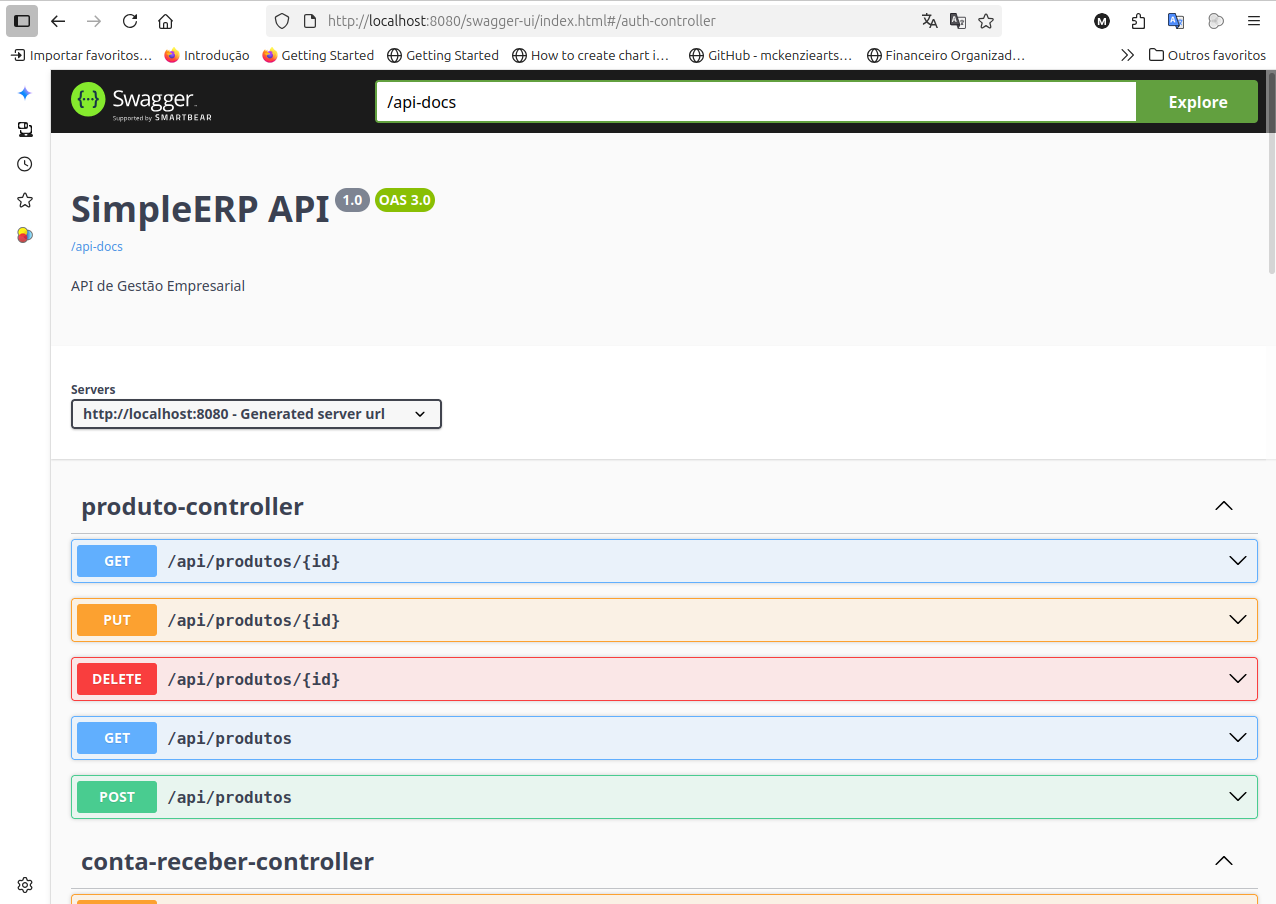 http://localhost:8080/swagger-ui/index.html#/auth-controller
M
Importar favoritos… Introdução Getting Started Getting Started How to create chart i… GitHub - mckenziearts… Financeiro Organizad… Outros favoritos
Swagger.
Supported by SMARTBEAR
/api-docs
Explore
SimpleERP API 1.0 OAS 3.0
/api-docs
API de Gestão Empresarial
Servers
http://localhost:8080 - Generated server url
produto-controller
GET /api/produtos/{id}
PUT /api/produtos/{id}
DELETE /api/produtos/{id}
GET /api/produtos
POST /api/produtos
conta-receber-controller